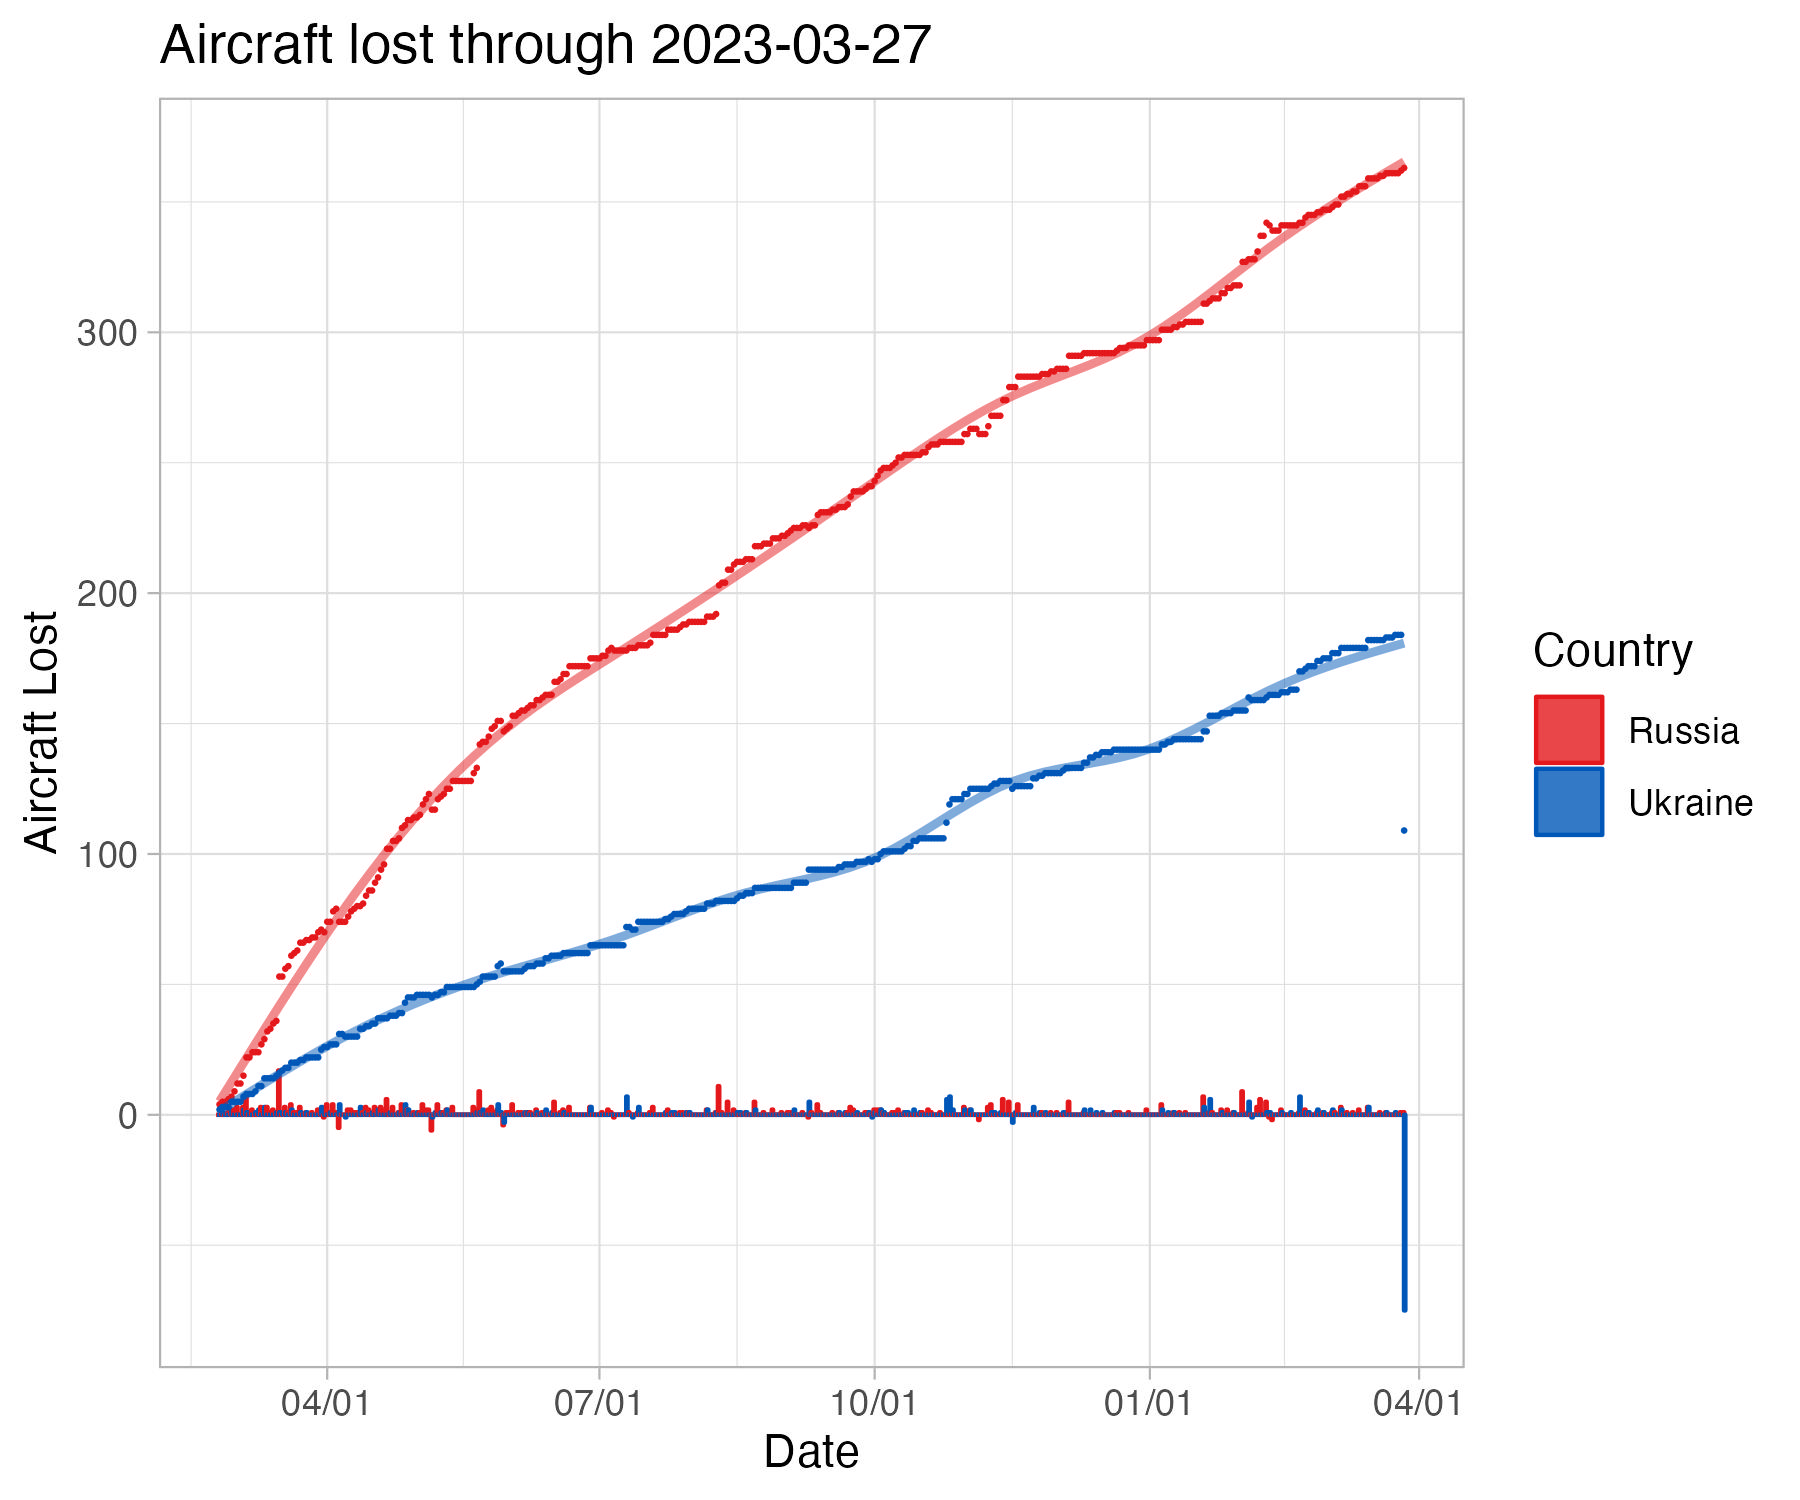 Aircraft lost through 2023-03-27
Aircraft Lost
300
200
100
0
04/01
07/01
10/01
01/01
04/01
Date
Country
Russia
Ukraine